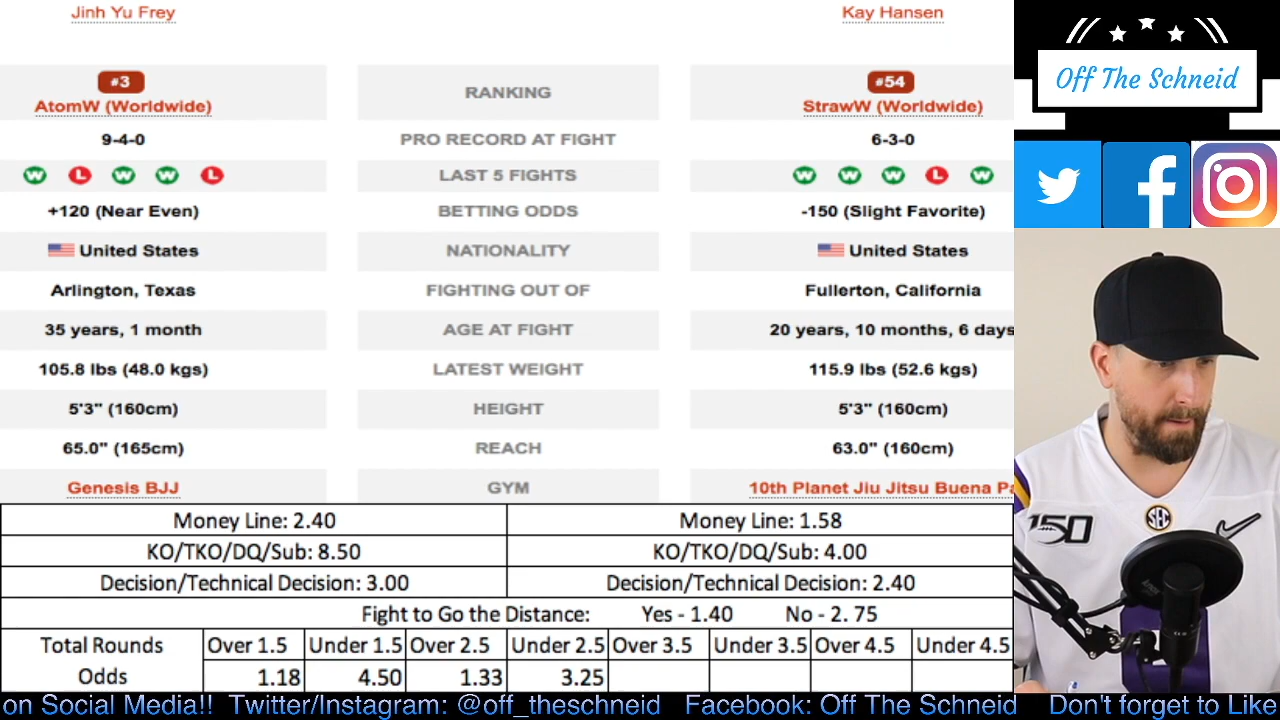 Jinh Yu Frey Kay Hansen
#3 RANKING #54
AtomW (Worldwide) StrawW (Worldwide)
9-4-0 PRO RECORD AT FIGHT 6-3-0
W L W W L LAST 5 FIGHTS W W W L W
+120 (Near Even) BETTING ODDS -150 (Slight Favorite)
United States NATIONALITY United States
Arlington, Texas FIGHTING OUT OF Fullerton, California
35 years, 1 month AGE AT FIGHT 20 years, 10 months, 6 days
105.8 lbs (48.0 kgs) LATEST WEIGHT 115.9 lbs (52.6 kgs)
5'3" (160cm) HEIGHT 5'3" (160cm)
65.0" (165cm) REACH 63.0" (160cm)
Genesis BJJ GYM 10th Planet Jiu Jitsu Buena Pa
Money Line: 2.40 Money Line: 1.58
KO/TKO/DQ/Sub: 8.50 KO/TKO/DQ/Sub: 4.00
Decision/Technical Decision: 3.00 Decision/Technical Decision: 2.40
Fight to Go the Distance: Yes - 1.40 No - 2.75
Total Rounds Over 1.5 Under 1.5 Over 2.5 Under 2.5 Over 3.5 Under 3.5 Over 4.5 Under 4.5
Odds 1.18 4.50 1.33 3.25
Off The Schneid
150
SEC
on Social Media!! Twitter/Instagram: @off_theschneid Facebook: Off The Schneid Don't forget to Like